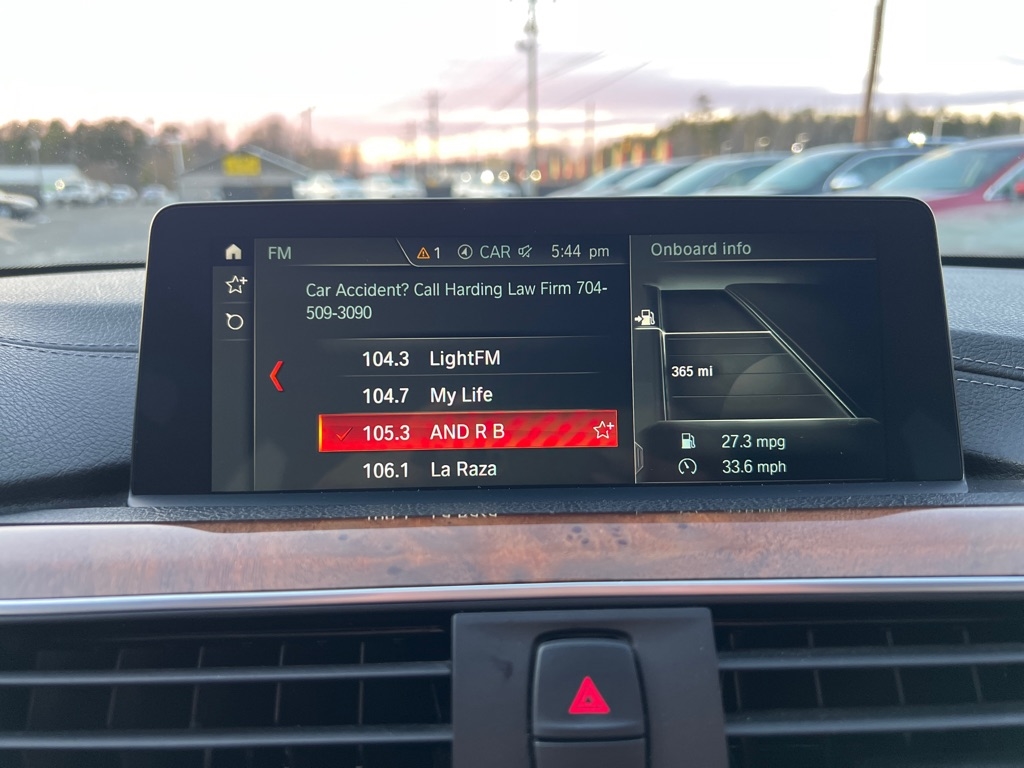 FM
1 CAR 5:44 pm
Car Accident? Call Harding Law Firm 704-
509-3090
104.3 LightFM
104.7 My Life
105.3 AND R B
106.1 La Raza
Onboard info
365 mi
27.3 mpg
33.6 mph